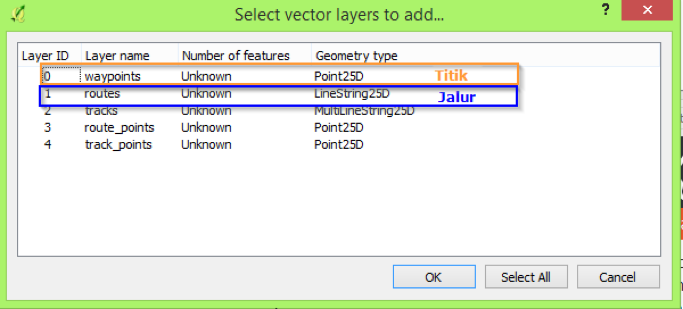 Select vector layers to add...
? ×
Layer ID Layer name Number of features Geometry type
0 waypoints Unknown Point25D Titik
1 routes Unknown LineString25D Jalur
2 tracks Unknown MultiLineString25D
3 route_points Unknown Point25D
4 track_points Unknown Point25D
OK Select All Cancel